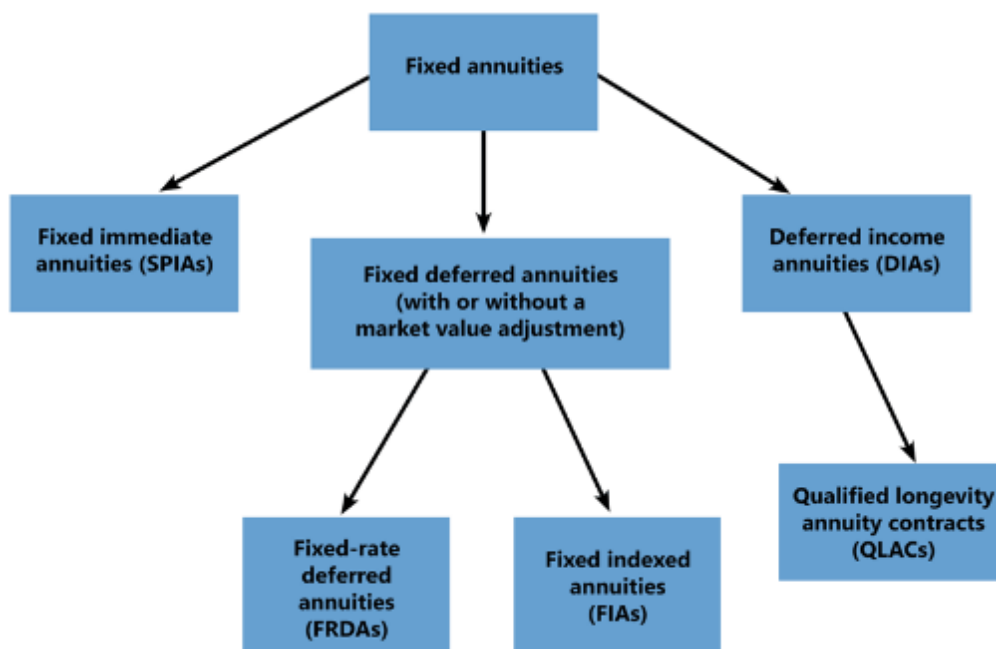 Fixed annuities
Fixed immediate
annuities (SPIAs)
Fixed deferred annuities
(with or without a
market value adjustment)
Deferred income
annuities (DIAs)
Fixed-rate
deferred
annuities
(FRDAs)
Fixed indexed
annuities
(FIAs)
Qualified longevity
annuity contracts
(QLACs)